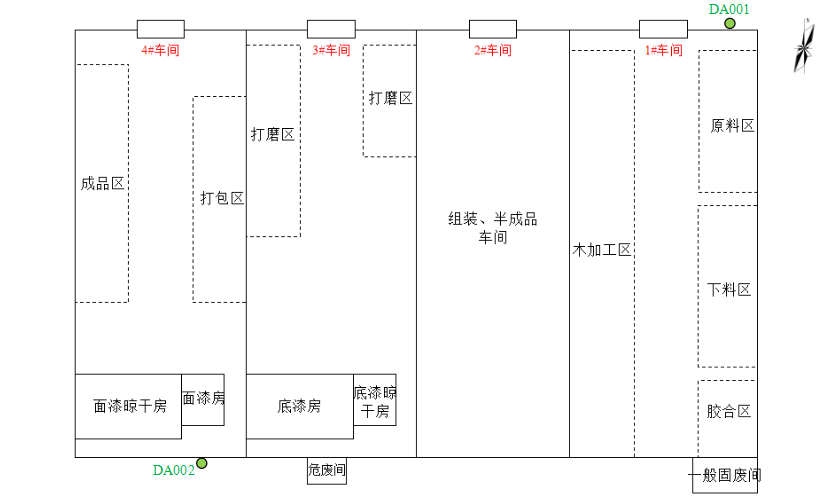 DA001
4#车间
3#车间
2#车间
1#车间
打磨区
原料区
打磨区
成品区
打包区
组装、半成品
车间
木加工区
下料区
面漆晾干房
面漆房
底漆房
底漆晾
干房
胶合区
DA002
危废间
一般固废间